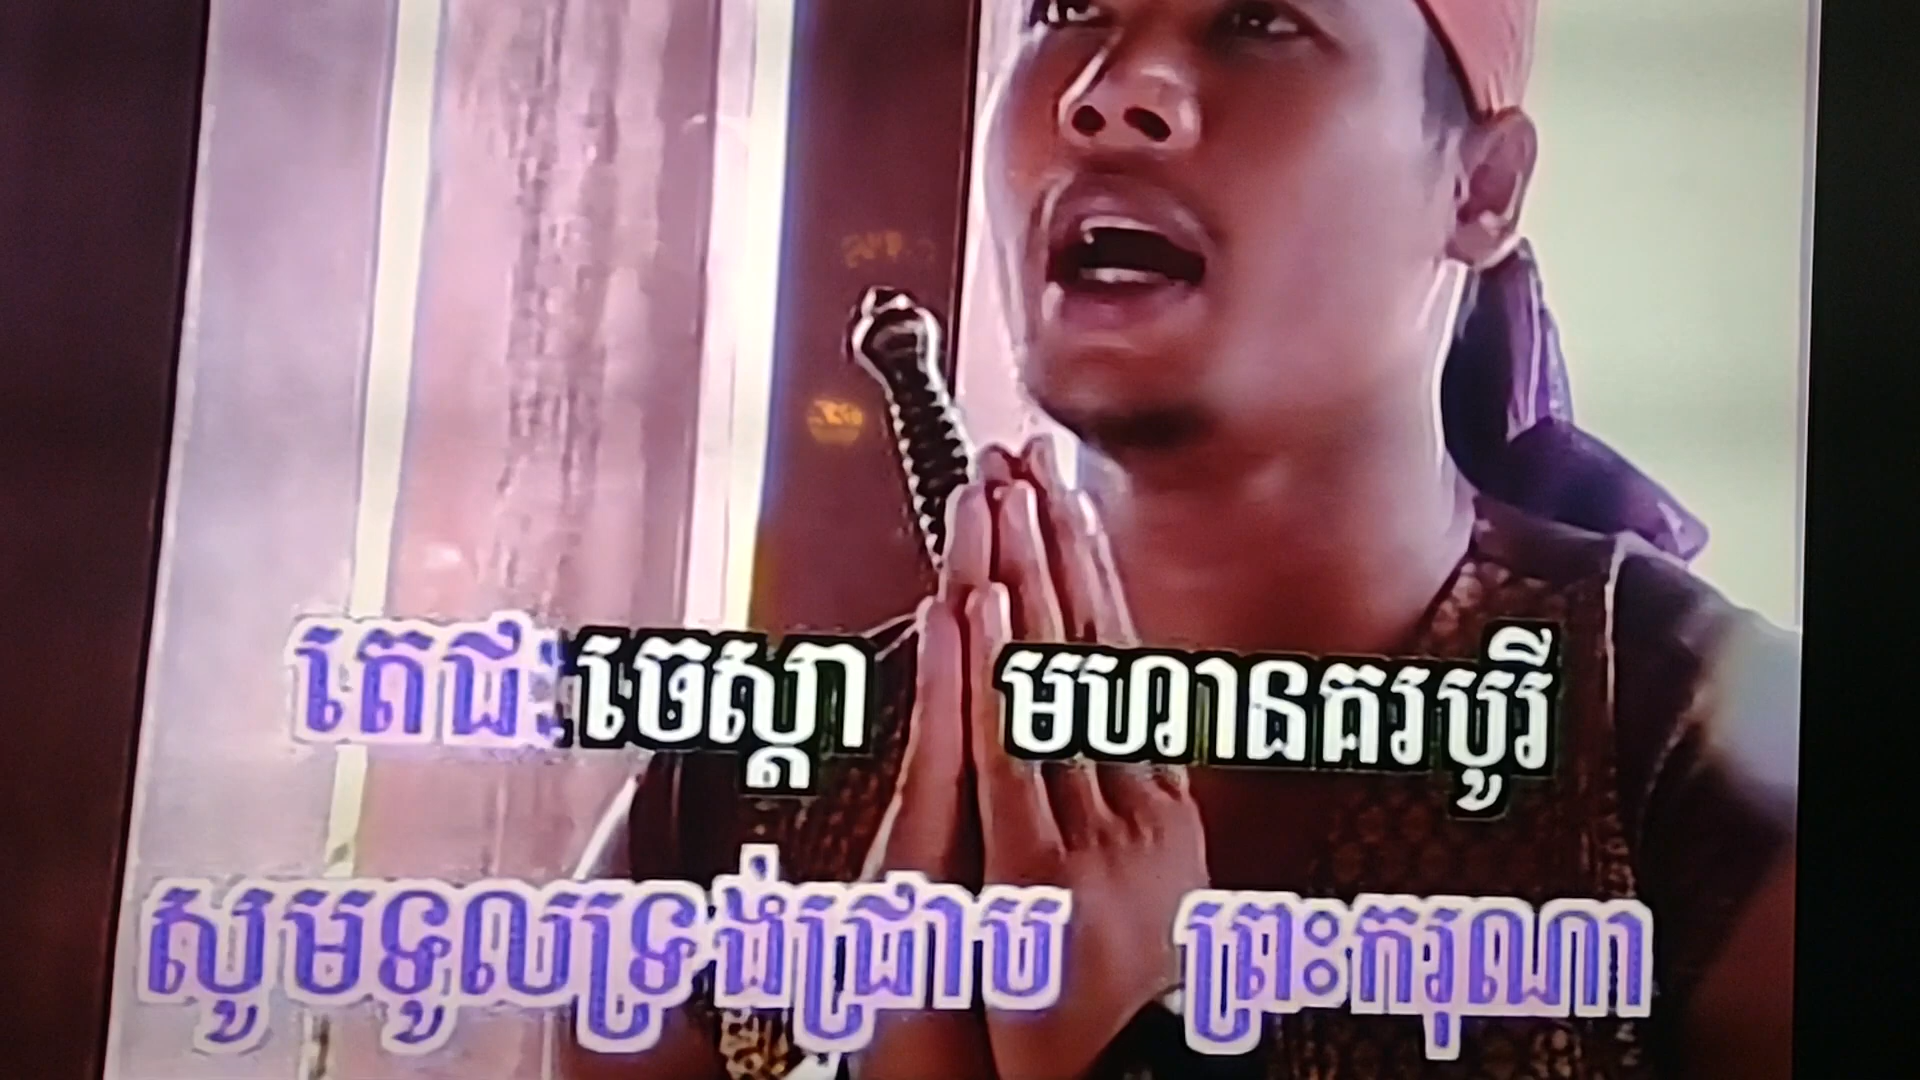 តេជះចេស្តា មហានគរបូរី
សូមទូលទ្រង់ជ្រាប ព្រះករុណា